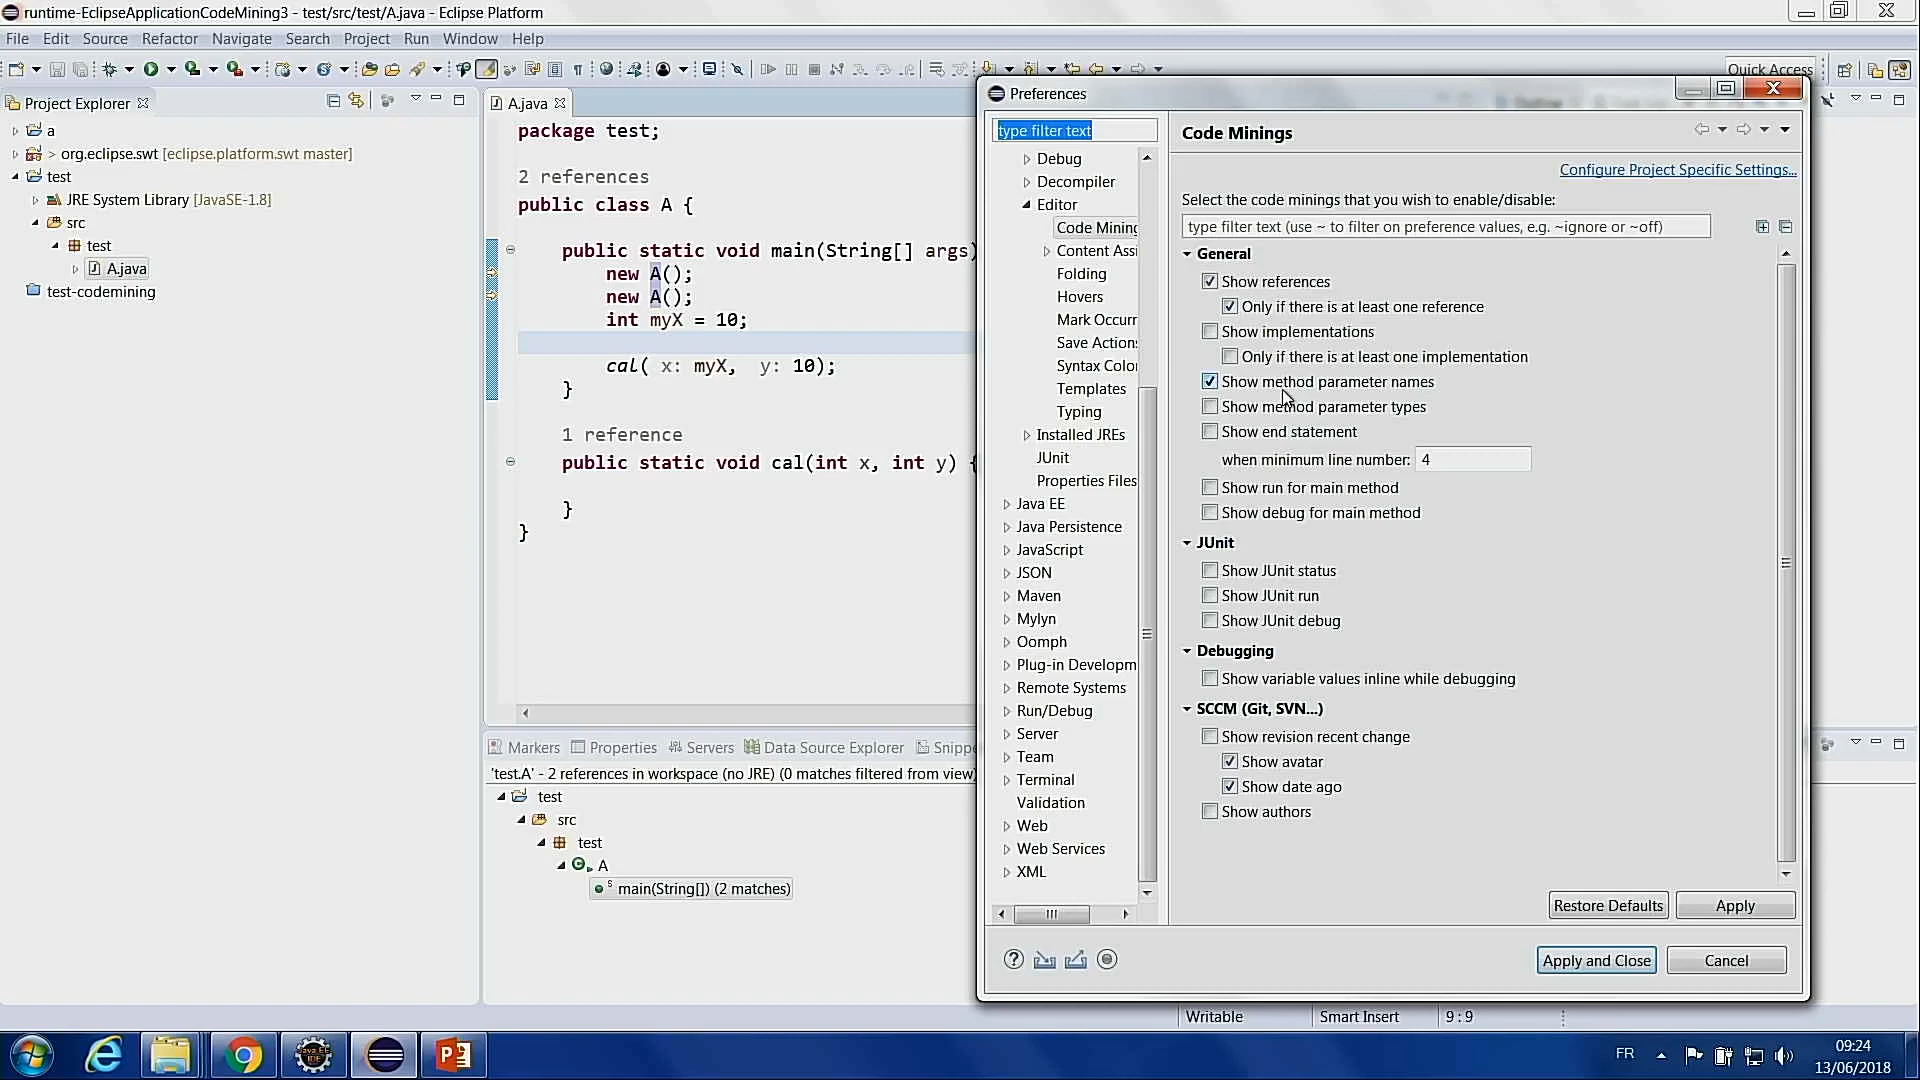 runtime-EclipseApplicationCodeMining3 - test/src/test/A.java - Eclipse Platform
File Edit Source Refactor Navigate Search Project Run Window Help
Quick Access
Project Explorer
a
> org.eclipse.swt [eclipse.platform.swt master]
test
JRE System Library [JavaSE-1.8]
src
test
A.java
test-codemining
A.java
package test;
2 references
public class A {
public static void main(String[] args)
new A();
new A();
int myX = 10;
cal( x: myX, y: 10);
}
1 reference
public static void cal(int x, int y) {
}
}
Markers Properties Servers Data Source Explorer Snippe
'test.A' - 2 references in workspace (no JRE) (0 matches filtered from view)
test
src
test
A
main(String[]) (2 matches)
Preferences
type filter text
Debug
Decompiler
Editor
Code Mining
Content Assi
Folding
Hovers
Mark Occurr
Save Actions
Syntax Color
Templates
Typing
Installed JREs
JUnit
Properties Files
Java EE
Java Persistence
JavaScript
JSON
Maven
Mylyn
Oomph
Plug-in Developm
Remote Systems
Run/Debug
Server
Team
Terminal
Validation
Web
Web Services
XML
Code Minings
Configure Project Specific Settings...
Select the code minings that you wish to enable/disable:
type filter text (use ~ to filter on preference values, e.g. ~ignore or ~off)
General
Show references
Only if there is at least one reference
Show implementations
Only if there is at least one implementation
Show method parameter names
Show method parameter types
Show end statement
when minimum line number: 4
Show run for main method
Show debug for main method
JUnit
Show JUnit status
Show JUnit run
Show JUnit debug
Debugging
Show variable values inline while debugging
SCCM (Git, SVN...)
Show revision recent change
Show avatar
Show date ago
Show authors
Restore Defaults Apply
Apply and Close Cancel
Writable Smart Insert 9 : 9
Java EE
IDE
FR
09:24
13/06/2018